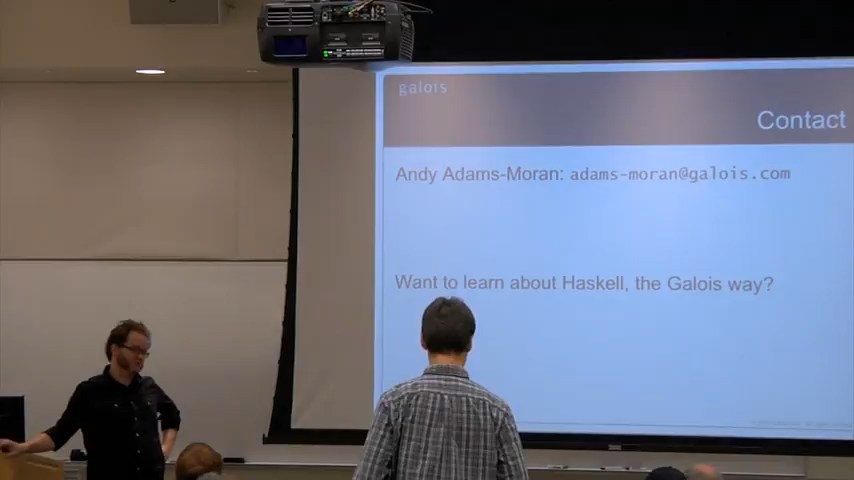 galois
Contact
Andy Adams-Moran: adams-moran@galois.com
Want to learn about Haskell, the Galois way?